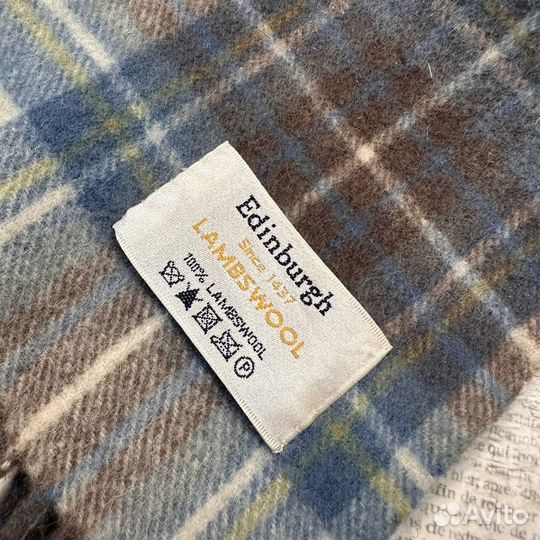 Edinburgh
Since 1437
LAMBSWOOL
100% LAMBSWOOL
P
Avito